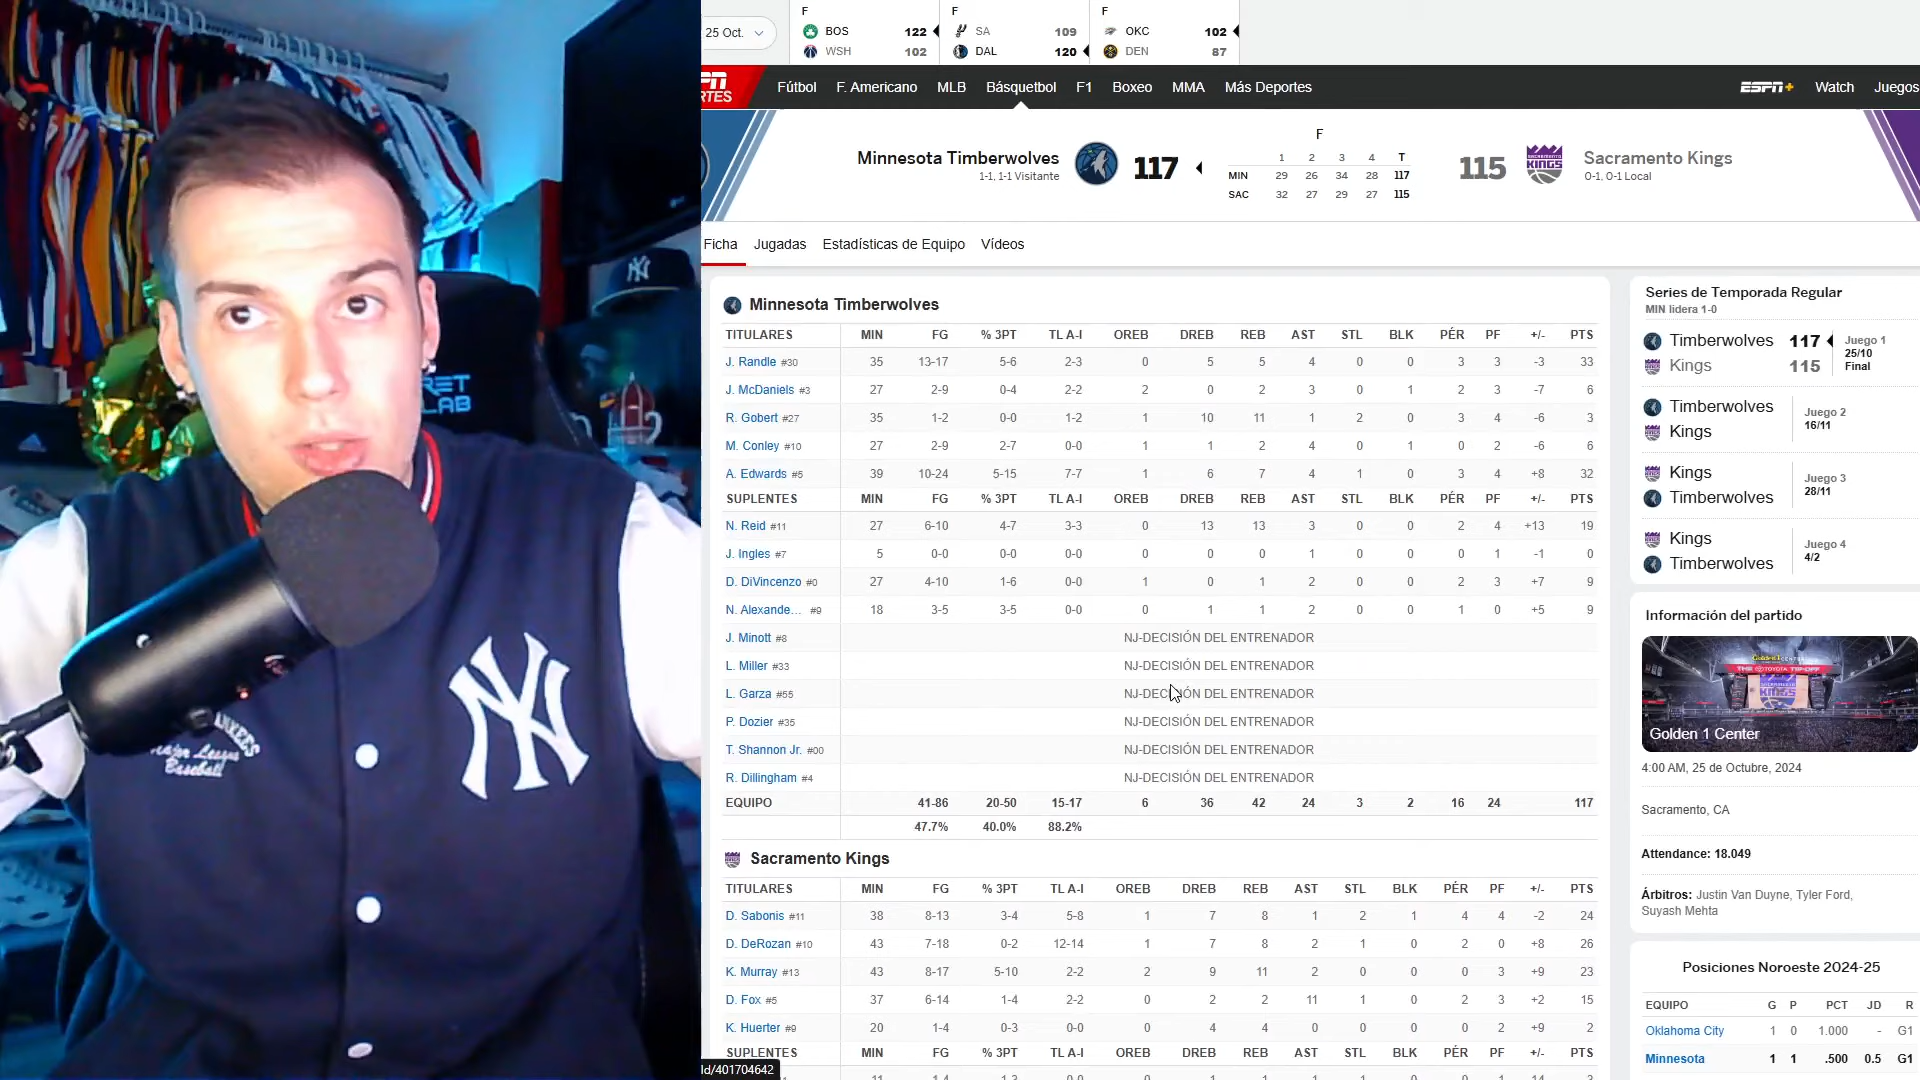 25 Oct.
F
BOS 122
WSH 102
F
SA 109
DAL 120
F
OKC 102
DEN 87
Fútbol F. Americano MLB Básquetbol F1 Boxeo MMA Más Deportes
ESPN+ Watch Juegos
Minnesota Timberwolves
1-1, 1-1 Visitante
117
F
1 2 3 4 T
MIN 29 26 34 28 117
SAC 32 27 29 27 115
115
Sacramento Kings
0-1, 0-1 Local
Ficha Jugadas Estadísticas de Equipo Vídeos
Minnesota Timberwolves
TITULARES MIN FG % 3PT TL A-I OREB DREB REB AST STL BLK PÉR PF +/- PTS
J. Randle #30 35 13-17 5-6 2-3 0 5 5 4 0 0 3 3 -3 33
J. McDaniels #3 27 2-9 0-4 2-2 2 0 2 3 0 1 2 3 -7 6
R. Gobert #27 35 1-2 0-0 1-2 1 10 11 1 2 0 3 4 -6 3
M. Conley #10 27 2-9 2-7 0-0 1 1 2 4 0 1 0 2 -6 6
A. Edwards #5 39 10-24 5-15 7-7 1 6 7 4 1 0 3 4 +8 32
SUPLENTES MIN FG % 3PT TL A-I OREB DREB REB AST STL BLK PÉR PF +/- PTS
N. Reid #11 27 6-10 4-7 3-3 0 13 13 3 0 0 2 4 +13 19
J. Ingles #7 5 0-0 0-0 0-0 0 0 0 1 0 0 0 1 -1 0
D. DiVincenzo #0 27 4-10 1-6 0-0 1 0 1 2 0 0 2 3 +7 9
N. Alexande... #9 18 3-5 3-5 0-0 0 1 1 2 0 0 1 0 +5 9
J. Minott #8 NJ-DECISIÓN DEL ENTRENADOR
L. Miller #33 NJ-DECISIÓN DEL ENTRENADOR
L. Garza #55 NJ-DECISIÓN DEL ENTRENADOR
P. Dozier #35 NJ-DECISIÓN DEL ENTRENADOR
T. Shannon Jr. #00 NJ-DECISIÓN DEL ENTRENADOR
R. Dillingham #4 NJ-DECISIÓN DEL ENTRENADOR
EQUIPO 41-86 20-50 15-17 6 36 42 24 3 2 16 24 117
47.7% 40.0% 88.2%
Sacramento Kings
TITULARES MIN FG % 3PT TL A-I OREB DREB REB AST STL BLK PÉR PF +/- PTS
D. Sabonis #11 38 8-13 3-4 5-8 1 7 8 1 2 1 4 4 -2 24
D. DeRozan #10 43 7-18 0-2 12-14 1 7 8 2 1 0 2 0 +8 26
K. Murray #13 43 8-17 5-10 2-2 2 9 11 2 0 0 0 3 +9 23
D. Fox #5 37 6-14 1-4 2-2 0 2 2 11 1 0 2 3 +2 15
K. Huerter #9 20 1-4 0-3 0-0 0 4 4 0 0 0 0 2 +9 2
SUPLENTES MIN FG % 3PT TL A-I OREB DREB REB AST STL BLK PÉR PF +/- PTS
Id/401704642
Series de Temporada Regular
MIN lidera 1-0
Timberwolves 117
Kings 115
Juego 1
25/10
Final
Timberwolves
Kings
Juego 2
16/11
Kings
Timberwolves
Juego 3
28/11
Kings
Timberwolves
Juego 4
4/2
Información del partido
Golden 1 Center
4:00 AM, 25 de Octubre, 2024
Sacramento, CA
Attendance: 18.049
Árbitros: Justin Van Duyne, Tyler Ford,
Suyash Mehta
Posiciones Noroeste 2024-25
EQUIPO G P PCT JD R
Oklahoma City 1 0 1.000 - G1
Minnesota 1 1 .500 0.5 G1
NY
Major League
Baseball